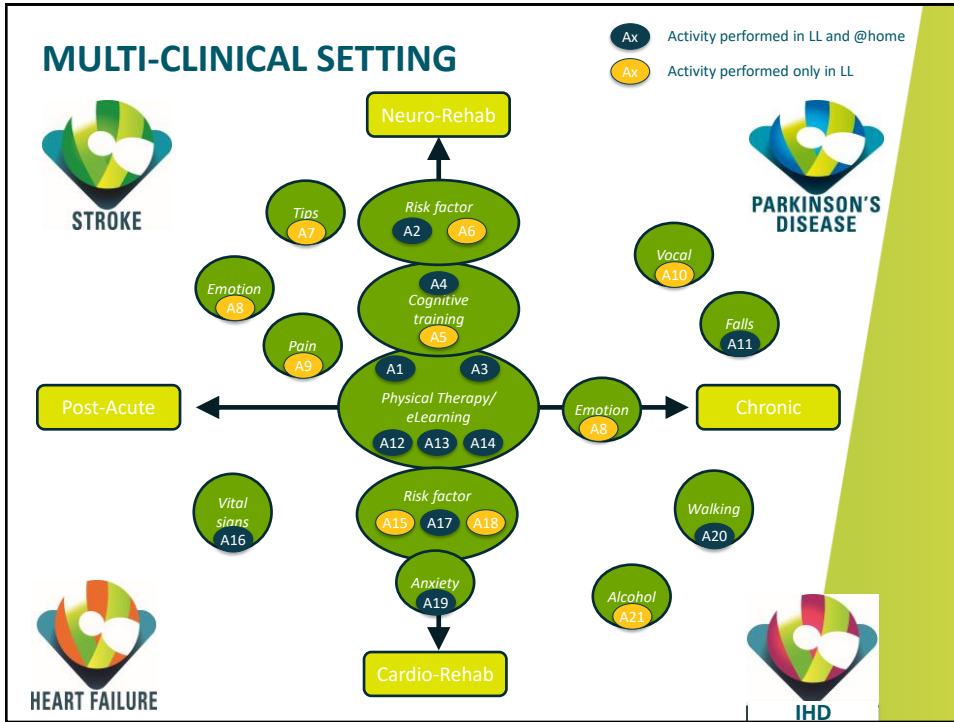 MULTI-CLINICAL SETTING
Ax Activity performed in LL and @home
Ax Activity performed only in LL
Neuro-Rehab
STROKE
PARKINSON'S
DISEASE
Tips
A7
Risk factor
A2 A6
Vocal
A10
Emotion
A8
A4
Cognitive
training
A5
Falls
A11
Pain
A9
A1 A3
Physical Therapy/
eLearning
A12 A13 A14
Post-Acute
Emotion
A8
Chronic
Vital
signs
A16
Risk factor
A15 A17 A18
Walking
A20
Anxiety
A19
Alcohol
A21
Cardio-Rehab
HEART FAILURE
IHD